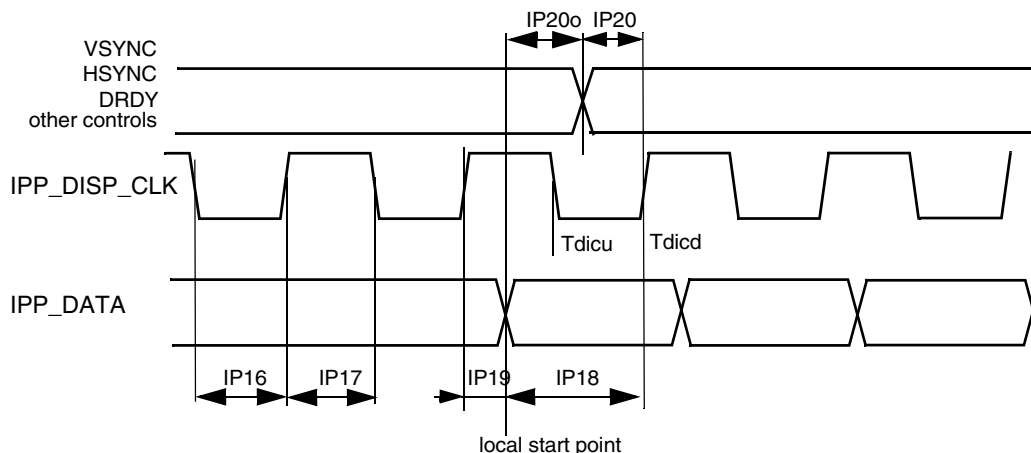 IP20o IP20
VSYNC
HSYNC
DRDY
other controls
IPP_DISP_CLK
Tdicu Tdicd
IPP_DATA
IP16 IP17 IP19 IP18
local start point